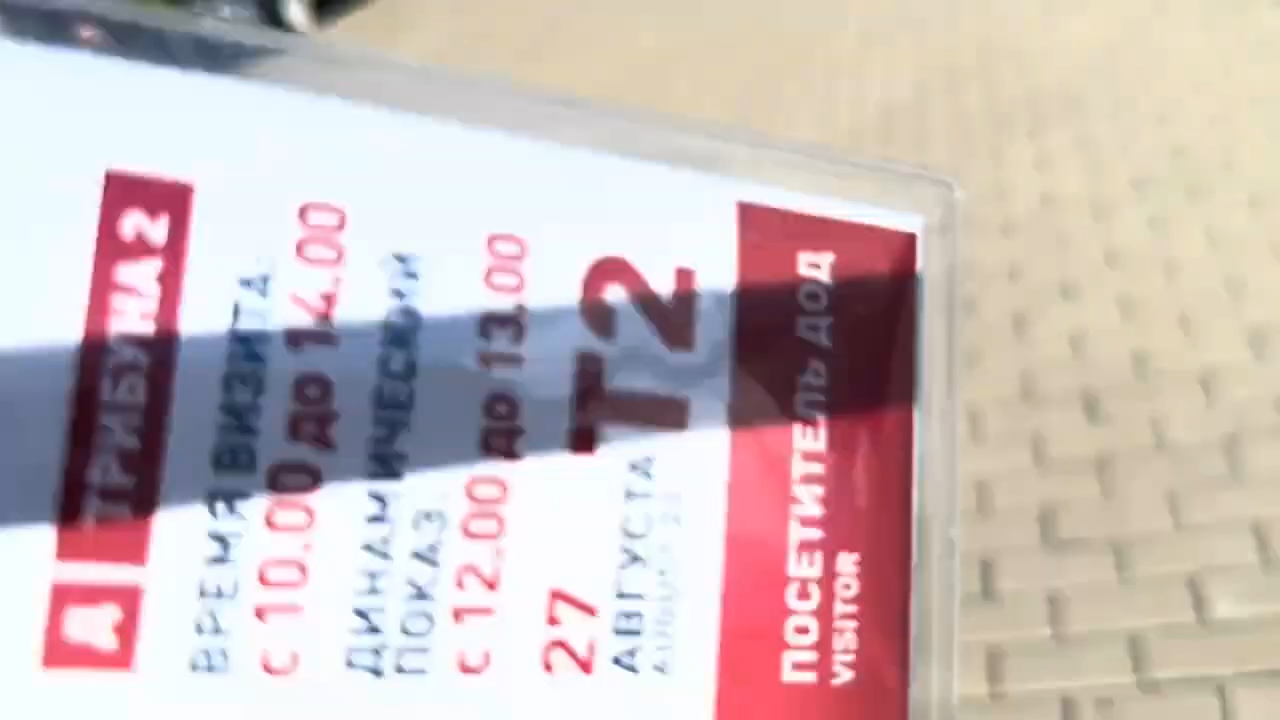 Д ТРИБУНА 2
ВРЕМЯ ВИЗИТА:
С 10.00 ДО 14.00
ДИНАМИЧЕСКИЙ
ПОКАЗ:
С 12.00 ДО 13.00
27
АВГУСТА
T2
ПОСЕТИТЕЛЬ ДОД
VISITOR